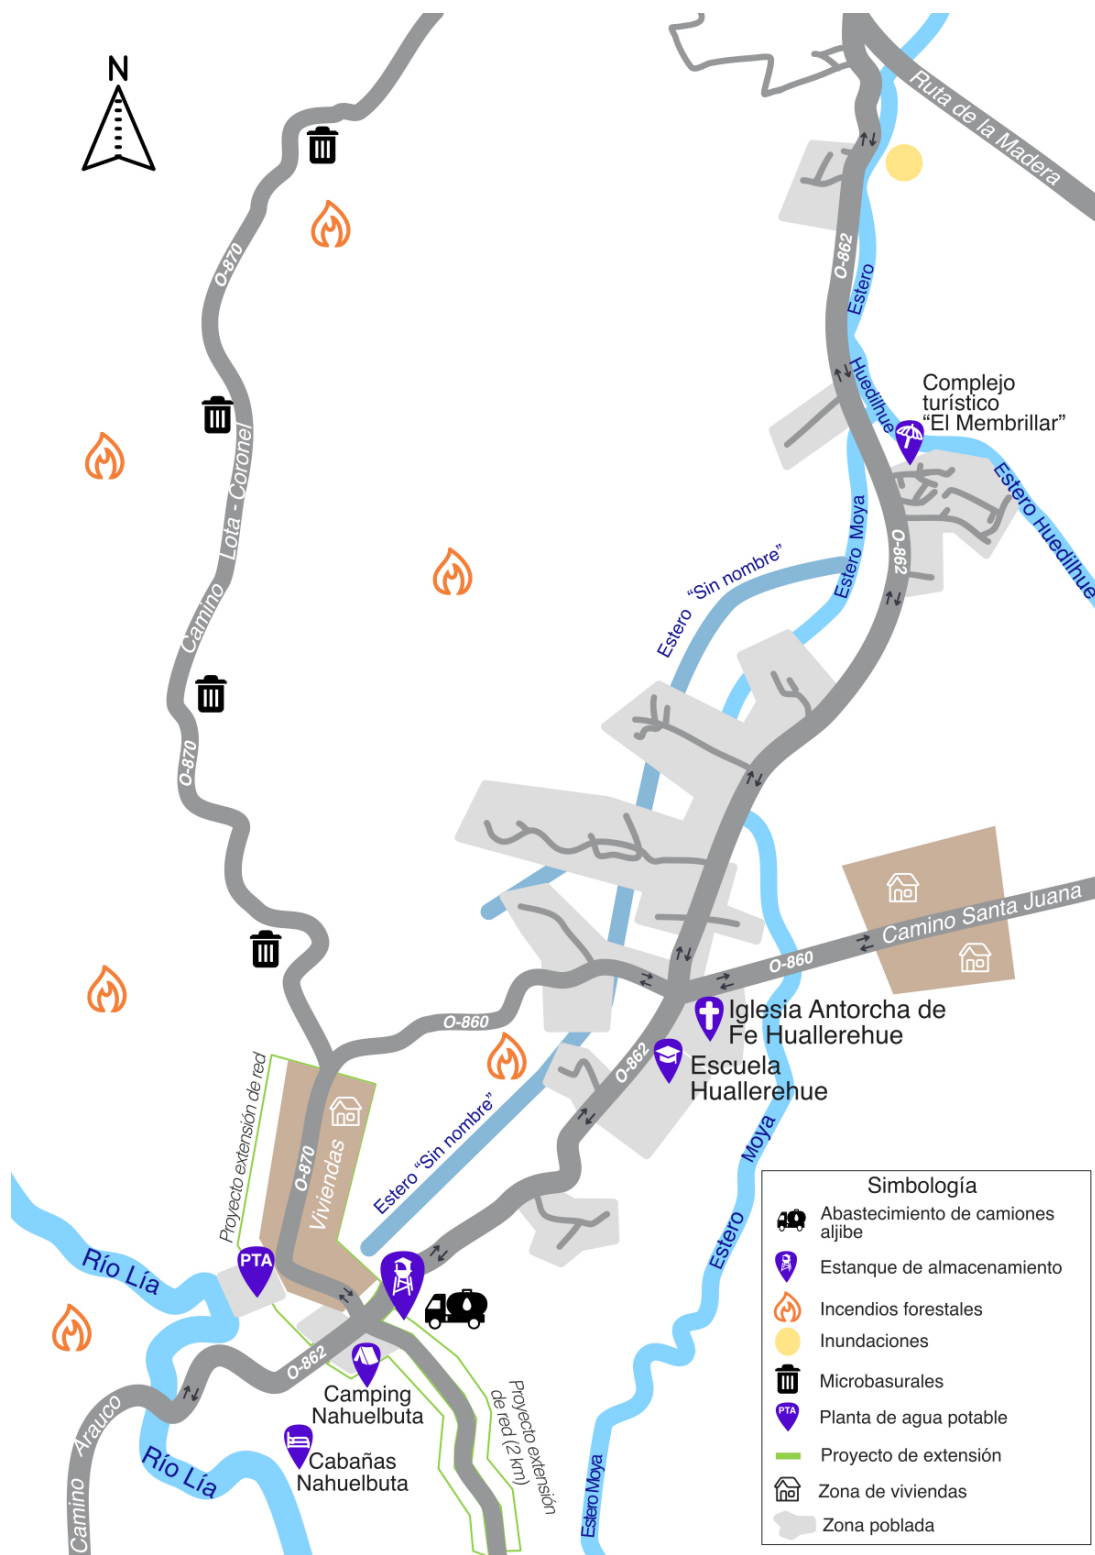 N
Ruta de la Madera
O-870
O-862
Estero
Huedilhue
Complejo
turístico
“El Membrillar”
Estero Huedilhue
Camino Lota - Coronel
O-862
Estero Moya
Estero “Sin nombre”
O-870
Camino Santa Juana
O-860
O-860
Iglesia Antorcha de
Fe Huallerehue
O-862
Escuela
Huallerehue
Proyecto extensión de red
Viviendas
O-870
Estero “Sin nombre”
Estero Moya
Río Lía
PTA
O-862
Camping
Nahuelbuta
Cabañas
Nahuelbuta
Proyecto extensión
de red (2 km)
Camino Arauco
Río Lía
Estero Moya
Simbología
Abastecimiento de camiones
aljibe
Estanque de almacenamiento
Incendios forestales
Inundaciones
Microbasurales
PTA
Planta de agua potable
Proyecto de extensión
Zona de viviendas
Zona poblada